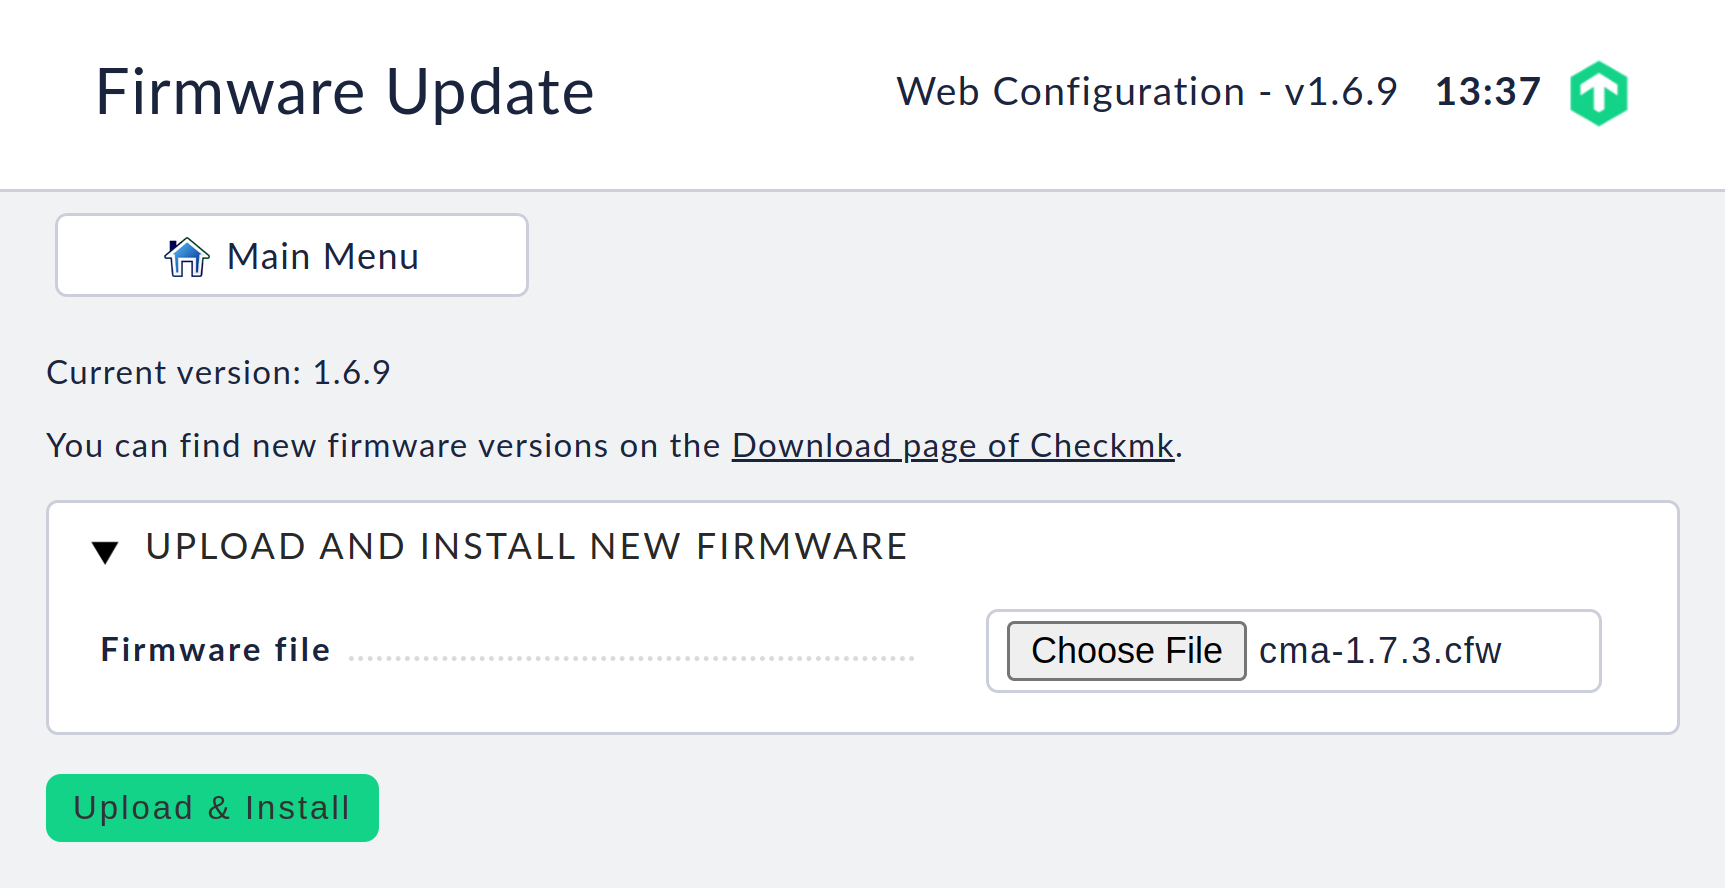 Firmware Update
Web Configuration - v1.6.9 13:37
Main Menu
Current version: 1.6.9
You can find new firmware versions on the Download page of Checkmk.
UPLOAD AND INSTALL NEW FIRMWARE
Firmware file
Choose File cma-1.7.3.cfw
Upload & Install